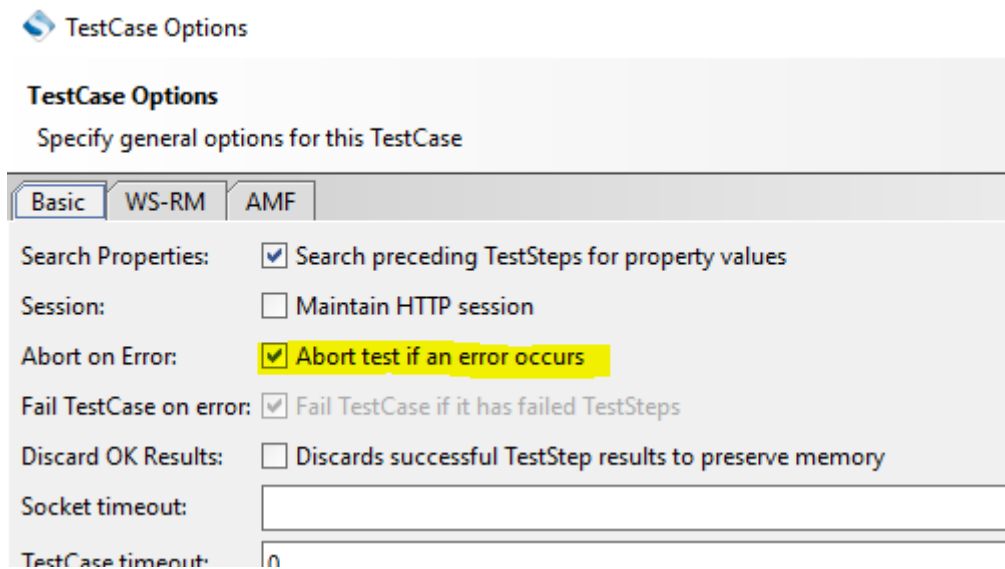 TestCase Options
TestCase Options
Specify general options for this TestCase
Basic WS-RM AMF
Search Properties: Search preceding TestSteps for property values
Session: Maintain HTTP session
Abort on Error: Abort test if an error occurs
Fail TestCase on error: Fail TestCase if it has failed TestSteps
Discard OK Results: Discards successful TestStep results to preserve memory
Socket timeout:
TestCase timeout: 0